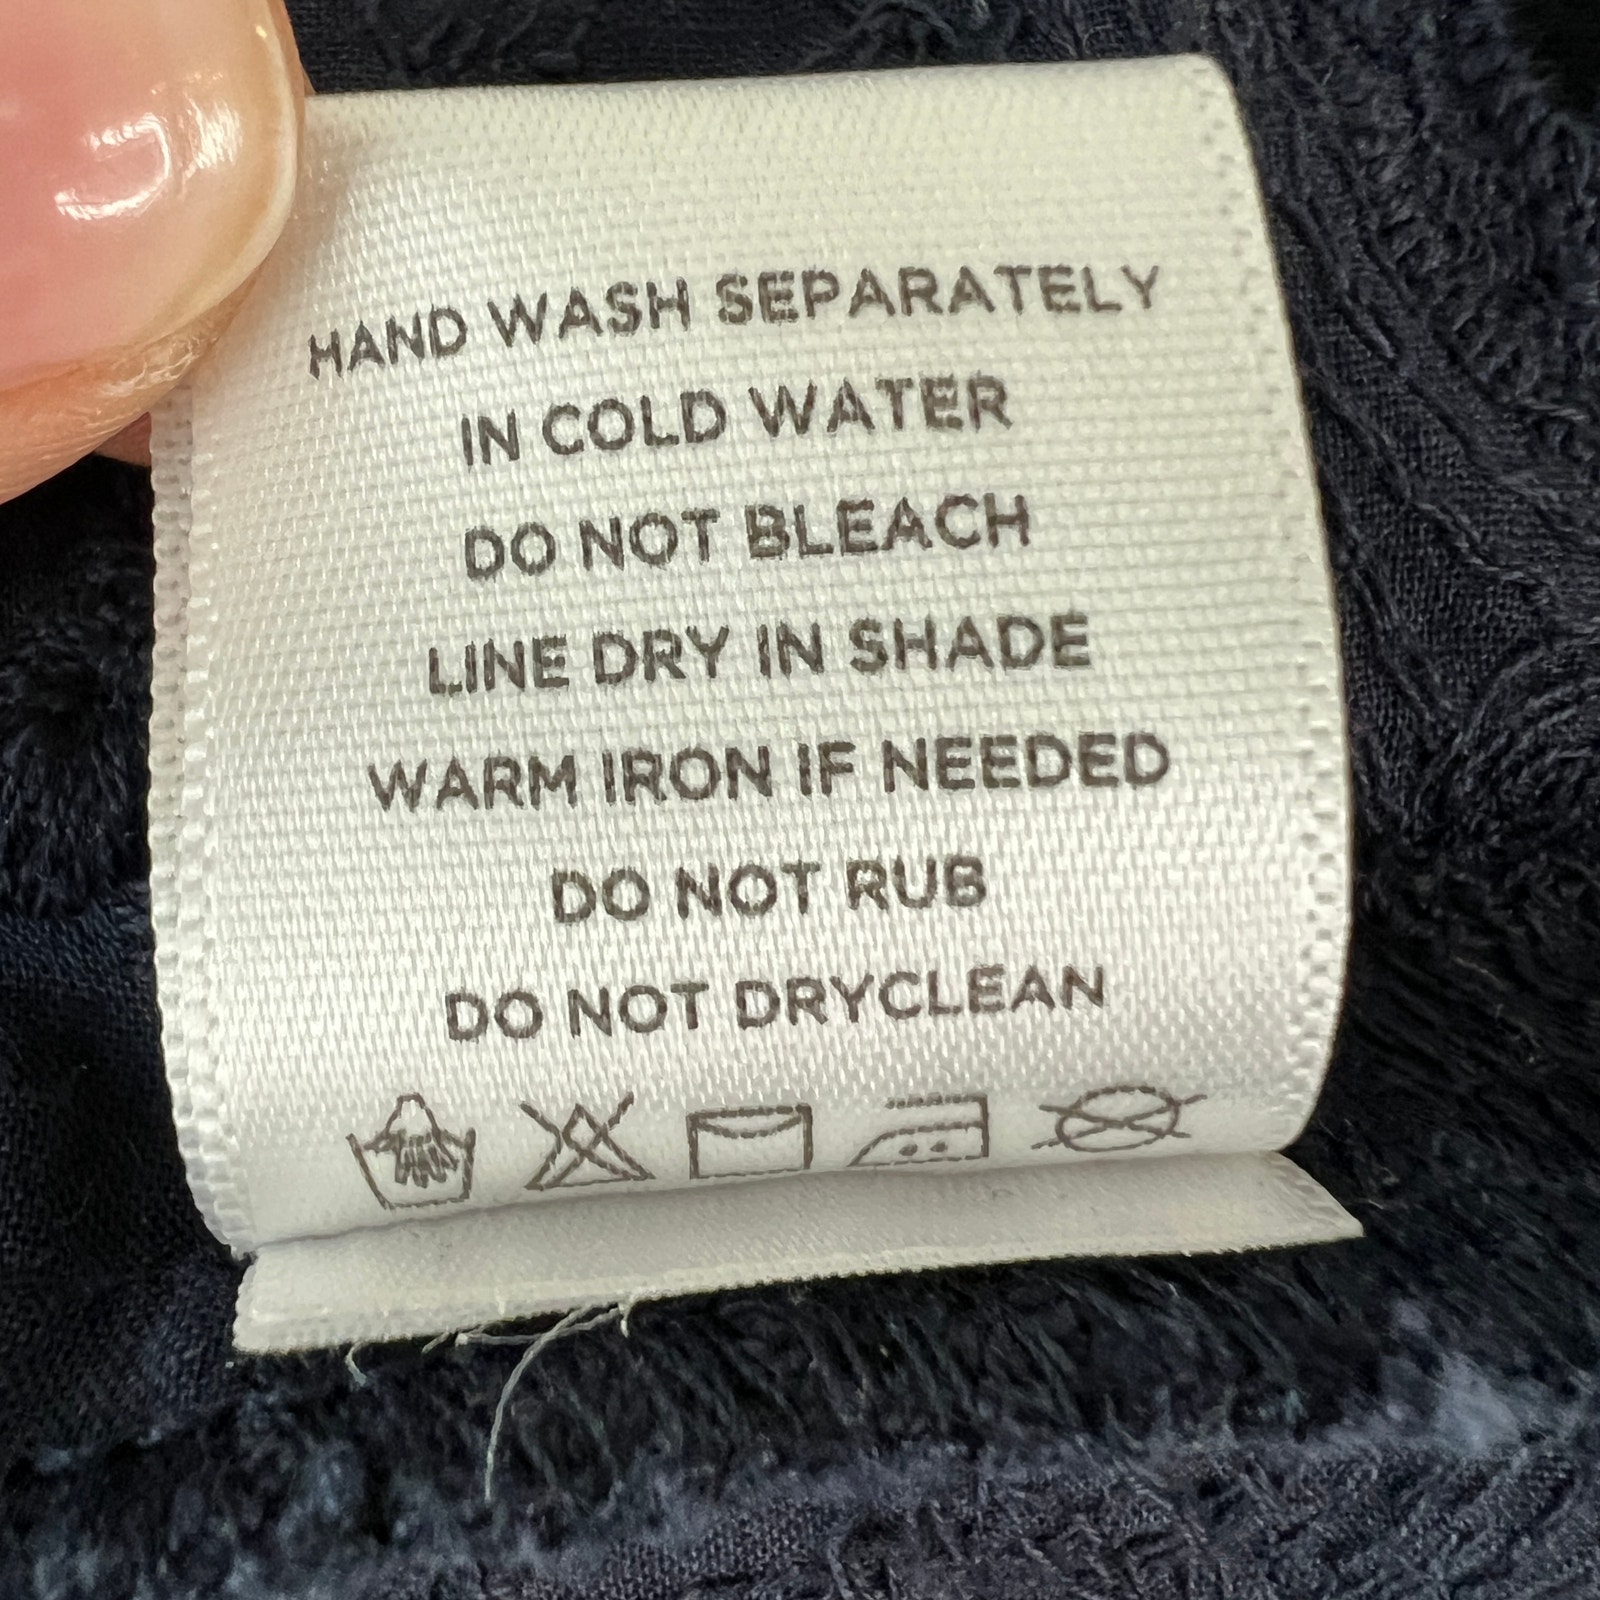 HAND WASH SEPARATELY
IN COLD WATER
DO NOT BLEACH
LINE DRY IN SHADE
WARM IRON IF NEEDED
DO NOT RUB
DO NOT DRYCLEAN